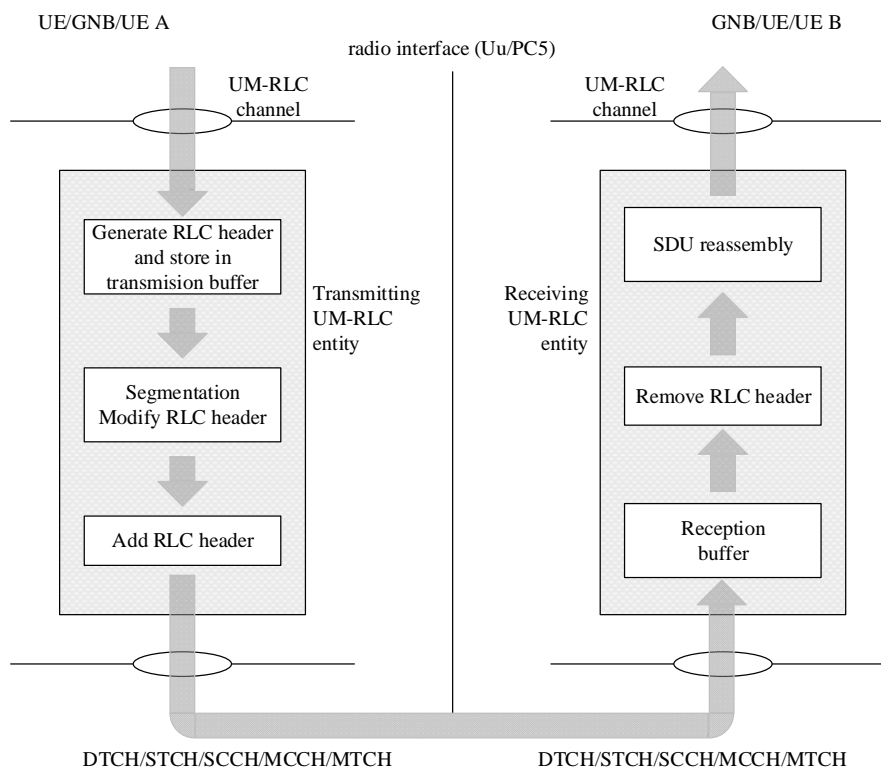 UE/GNB/UE A
GNB/UE/UE B
radio interface (Uu/PC5)
UM-RLC
channel
UM-RLC
channel
Generate RLC header
and store in
transmision buffer
Transmitting
UM-RLC
entity
Segmentation
Modify RLC header
Add RLC header
SDU reassembly
Receiving
UM-RLC
entity
Remove RLC header
Reception
buffer
DTCH/STCH/SCCH/MCCH/MTCH
DTCH/STCH/SCCH/MCCH/MTCH